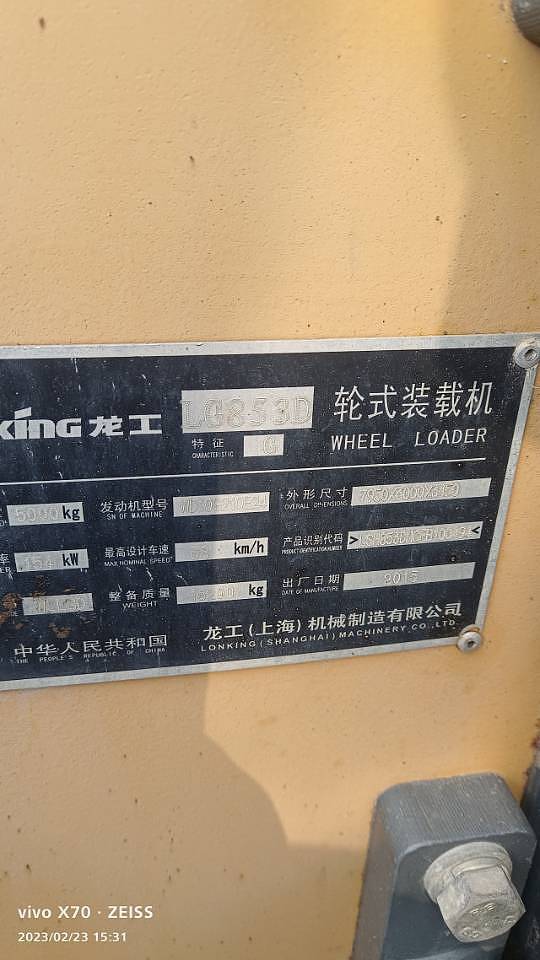 King 龙工 LG853D 轮式装载机
特征 CHARACTERISTIC G WHEEL LOADER
5000 kg 发动机型号 SN OF MACHINE 外形尺寸 OVERALL DIMENSIONS
率 154 kW 最高设计车速 MAX.NOMINAL SPEED km/h 产品识别代码 PRODUCT IDENTIFICATION NUMBER
整备质量 WEIGHT kg 出厂日期 DATE OF MANUFACTURE 2015
中华人民共和国 龙工(上海)机械制造有限公司
THE PEOPLE'S REPUBLIC OF CHINA LONKING(SHANGHAI)MACHINERY CO.,LTD.
vivo X70 · ZEISS
2023/02/23 15:31